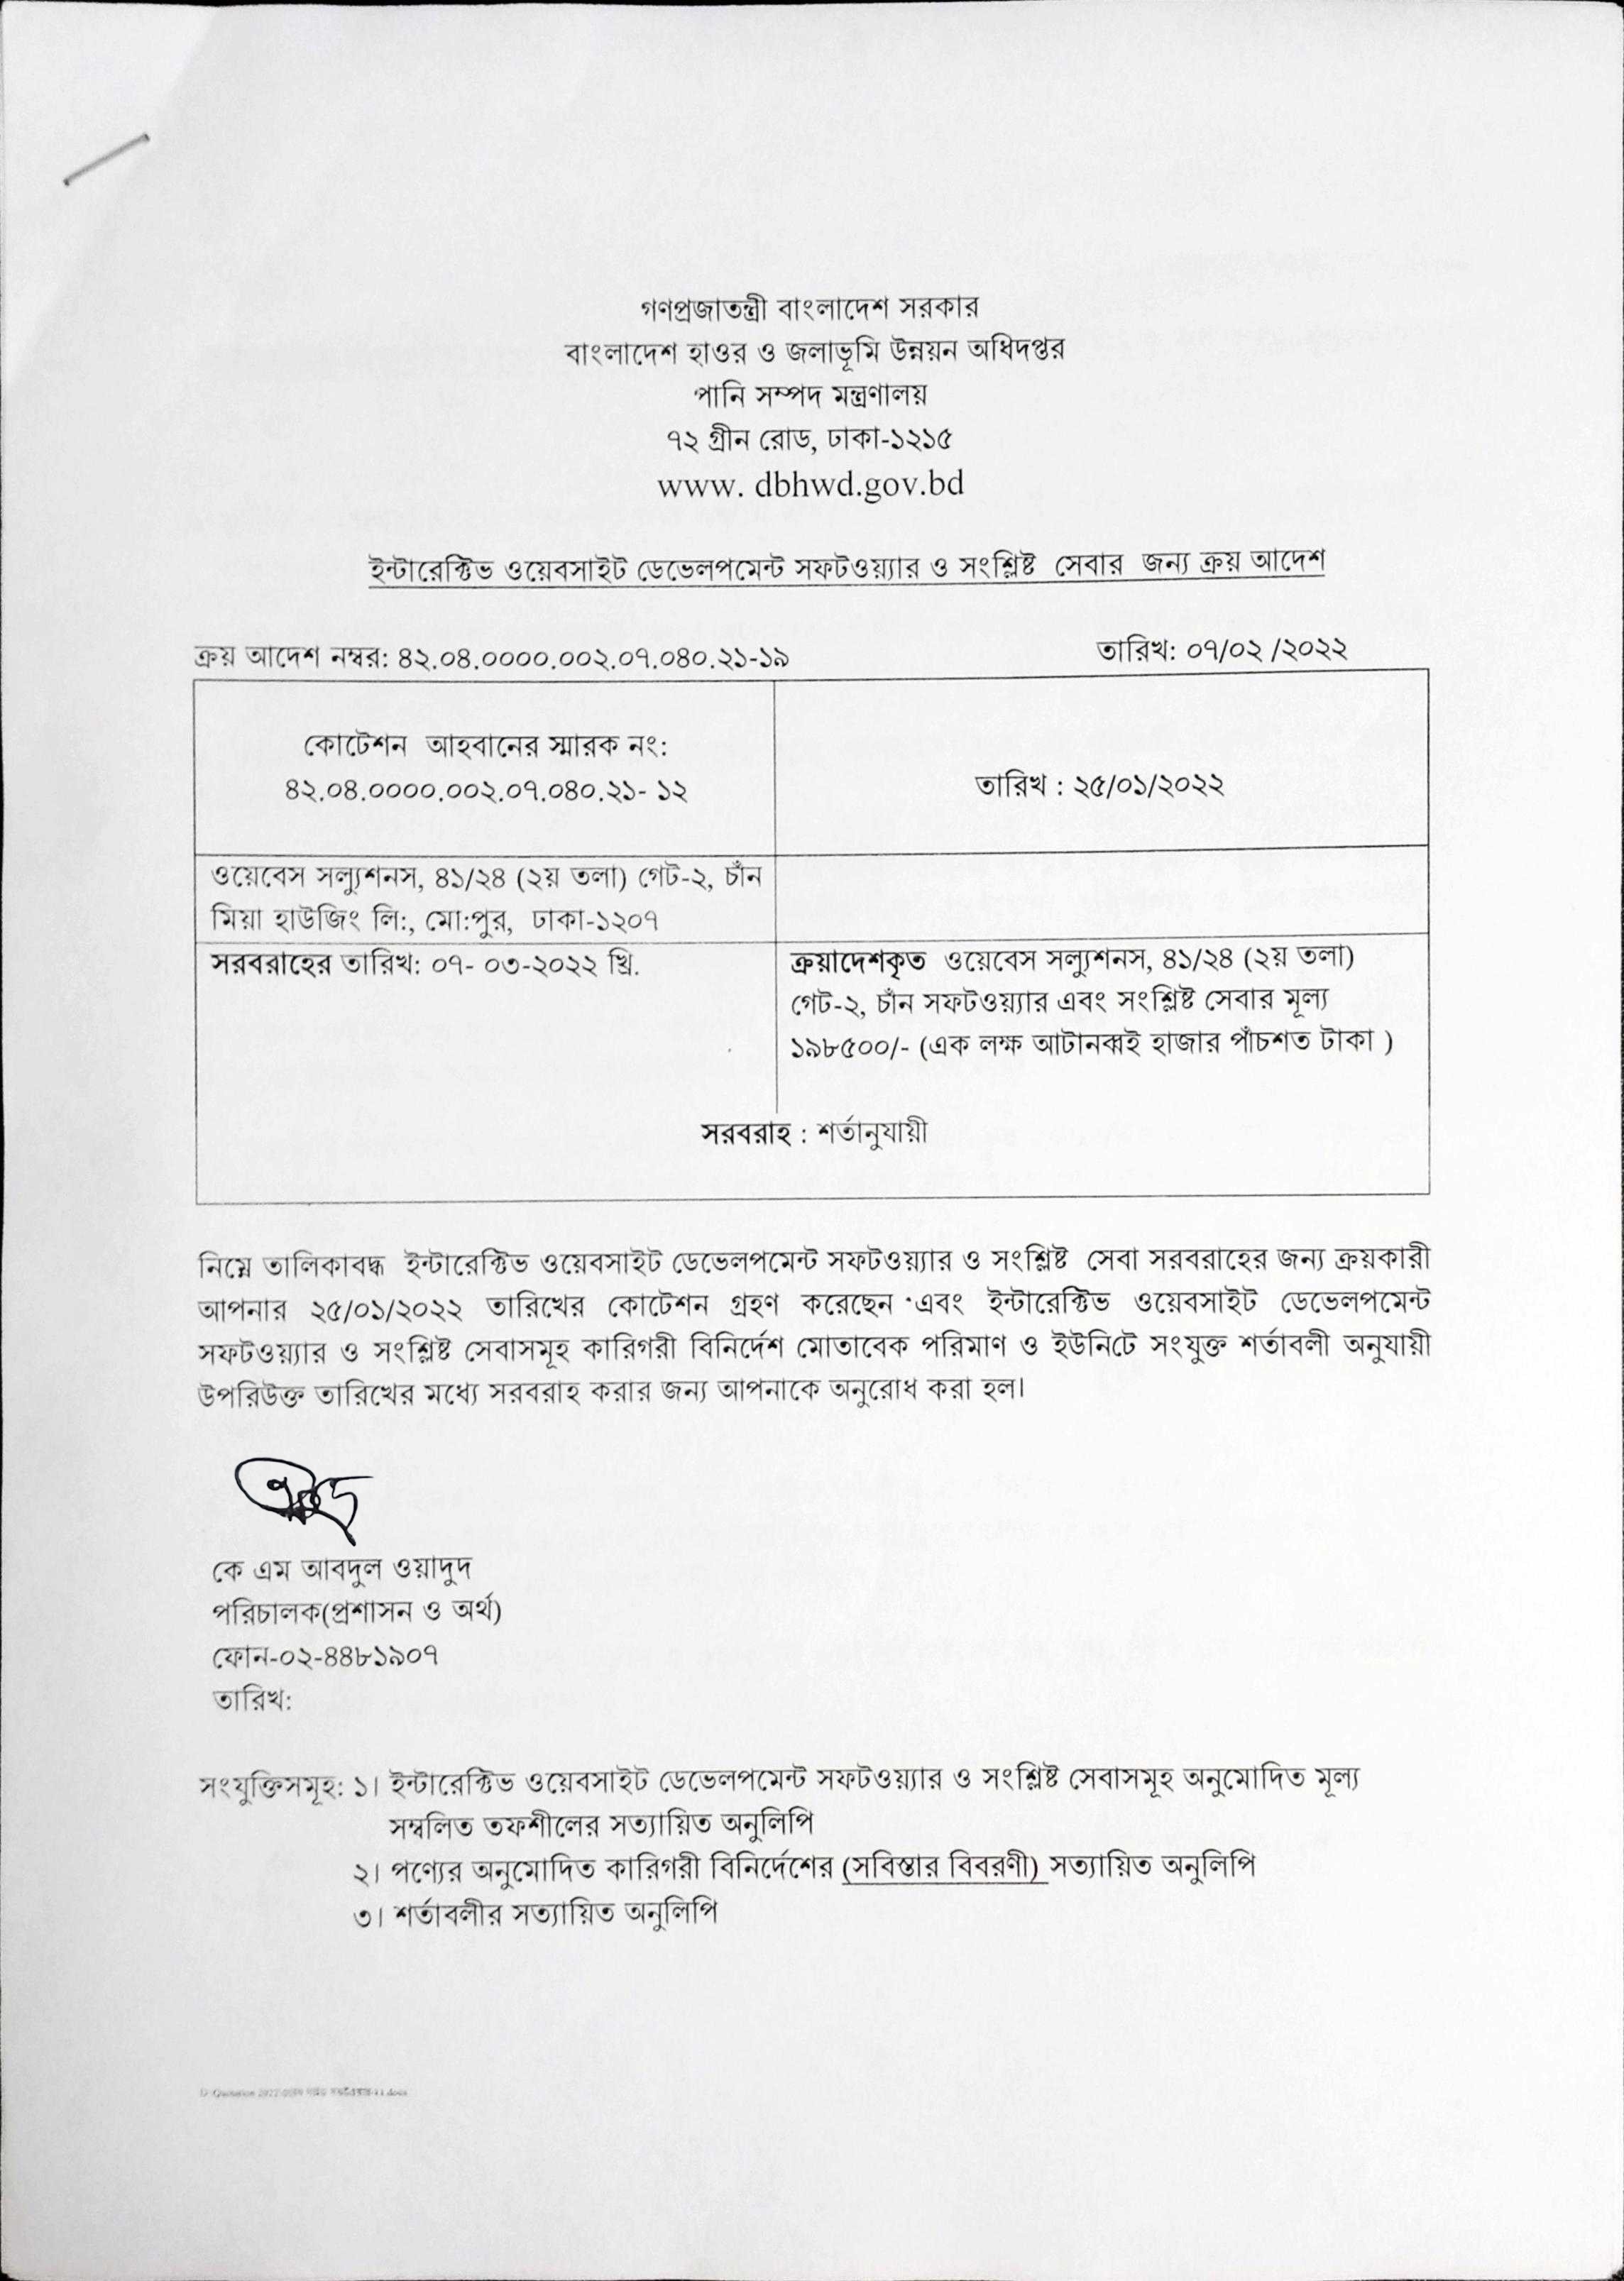 গণপ্রজাতন্ত্রী বাংলাদেশ সরকার
বাংলাদেশ হাওর ও জলাভূমি উন্নয়ন অধিদপ্তর
পানি সম্পদ মন্ত্রণালয়
৭২ গ্রীন রোড, ঢাকা-১২১৫
www. dbhwd.gov.bd
ইন্টারেক্টিভ ওয়েবসাইট ডেভেলপমেন্ট সফটওয়্যার ও সংশ্লিষ্ট সেবার জন্য ক্রয় আদেশ
ক্রয় আদেশ নম্বর: ৪২.০৪.০০০০.০০২.০৭.০৪০.২১-১৯ তারিখ: ০৭/০২ /২০২২
কোটেশন আহবানের স্মারক নং:
৪২.০৪.০০০০.০০২.০৭.০৪০.২১- ১২
তারিখ : ২৫/০১/২০২২
ওয়েবেস সল্যুশনস, ৪১/২৪ (২য় তলা) গেট-২, চাঁন
মিয়া হাউজিং লি:, মো:পুর, ঢাকা-১২০৭
সরবরাহের তারিখ: ০৭- ০৩-২০২২ খ্রি.
ক্রয়াদেশকৃত ওয়েবেস সল্যুশনস, ৪১/২৪ (২য় তলা)
গেট-২, চাঁন সফটওয়্যার এবং সংশ্লিষ্ট সেবার মূল্য
১৯৮৫০০/- (এক লক্ষ আটানব্বই হাজার পাঁচশত টাকা )
সরবরাহ : শর্তানুযায়ী
নিম্নে তালিকাবদ্ধ ইন্টারেক্টিভ ওয়েবসাইট ডেভেলপমেন্ট সফটওয়্যার ও সংশ্লিষ্ট সেবা সরবরাহের জন্য ক্রয়কারী
আপনার ২৫/০১/২০২২ তারিখের কোটেশন গ্রহণ করেছেন এবং ইন্টারেক্টিভ ওয়েবসাইট ডেভেলপমেন্ট
সফটওয়্যার ও সংশ্লিষ্ট সেবাসমূহ কারিগরী বিনির্দেশ মোতাবেক পরিমাণ ও ইউনিটে সংযুক্ত শর্তাবলী অনুযায়ী
উপরিউক্ত তারিখের মধ্যে সরবরাহ করার জন্য আপনাকে অনুরোধ করা হল।
কে এম আবদুল ওয়াদুদ
পরিচালক(প্রশাসন ও অর্থ)
ফোন-০২-৪৪৮১৯০৭
তারিখ:
সংযুক্তিসমূহ: ১। ইন্টারেক্টিভ ওয়েবসাইট ডেভেলপমেন্ট সফটওয়্যার ও সংশ্লিষ্ট সেবাসমূহ অনুমোদিত মূল্য
সম্বলিত তফশীলের সত্যায়িত অনুলিপি
২। পণ্যের অনুমোদিত কারিগরী বিনির্দেশের (সবিস্তার বিবরণী) সত্যায়িত অনুলিপি
৩। শর্তাবলীর সত্যায়িত অনুলিপি